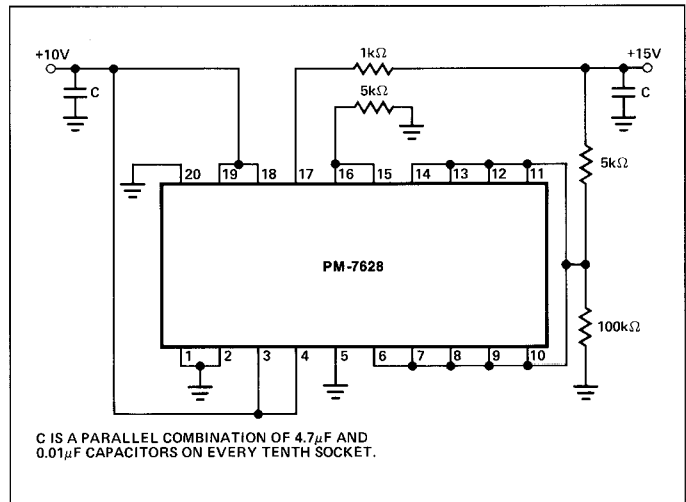 +10V
1kΩ
+15V
C
5kΩ
C
5kΩ
20 19 18 17 16 15 14 13 12 11
PM-7628
100kΩ
1 2 3 4 5 6 7 8 9 10
C IS A PARALLEL COMBINATION OF 4.7μF AND
0.01μF CAPACITORS ON EVERY TENTH SOCKET.